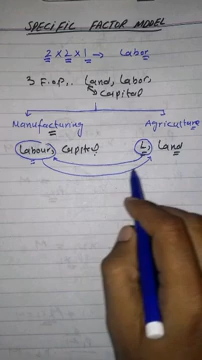 SPECIFIC FACTOR MODEL
2 × 2 × 1 → Labor
3 F.O.P.. Land, Labor,
Capital
Manufacturing Agriculture
Labour, Capital, L, Land